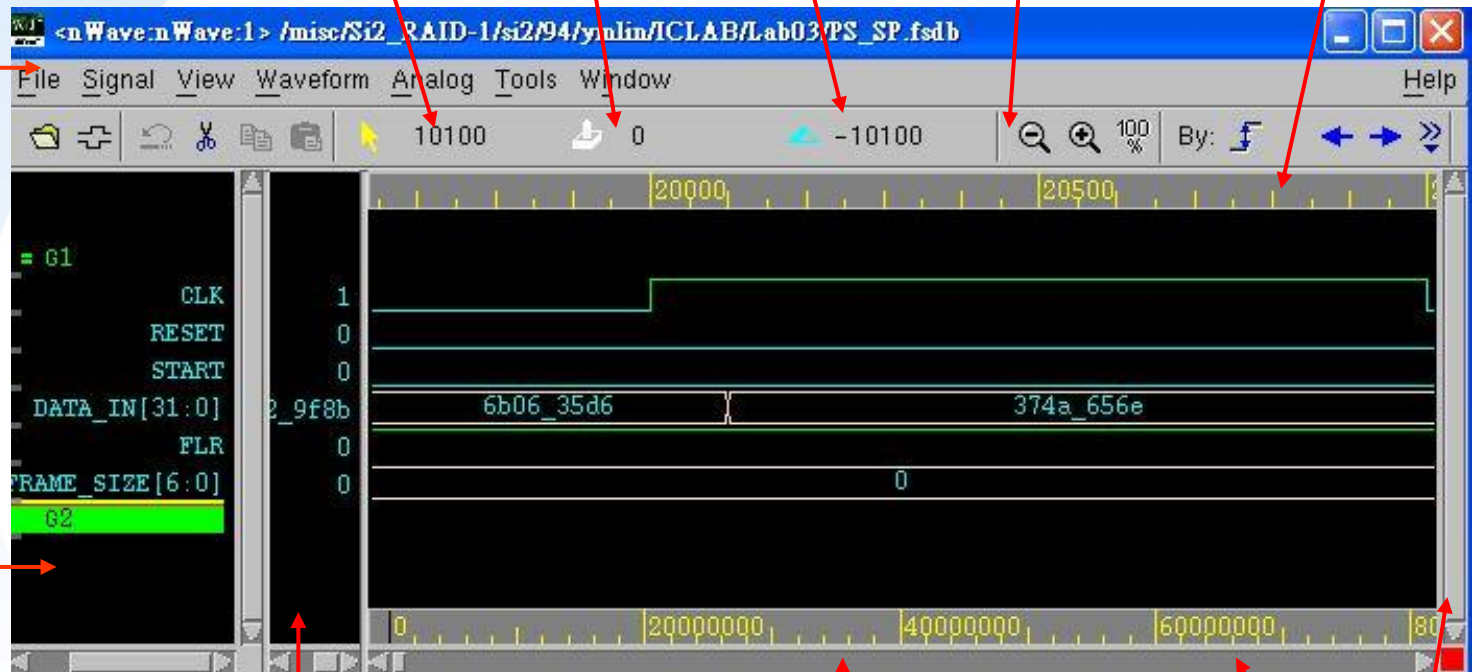 <nWave:nWave:1> /misc/Si2_RAID-1/si2/94/ymlin/ICLAB/Lab03/PS_SP.fsdb
File Signal View Waveform Analog Tools Window Help
10100 0 -10100 100 % By:
20000 20500
= G1
CLK 1
RESET 0
START 0
DATA_IN[31:0] 2_9f8b 6b06_35d6 374a_656e
FLR 0
FRAME_SIZE[6:0] 0 0
G2
0 20000000 40000000 60000000